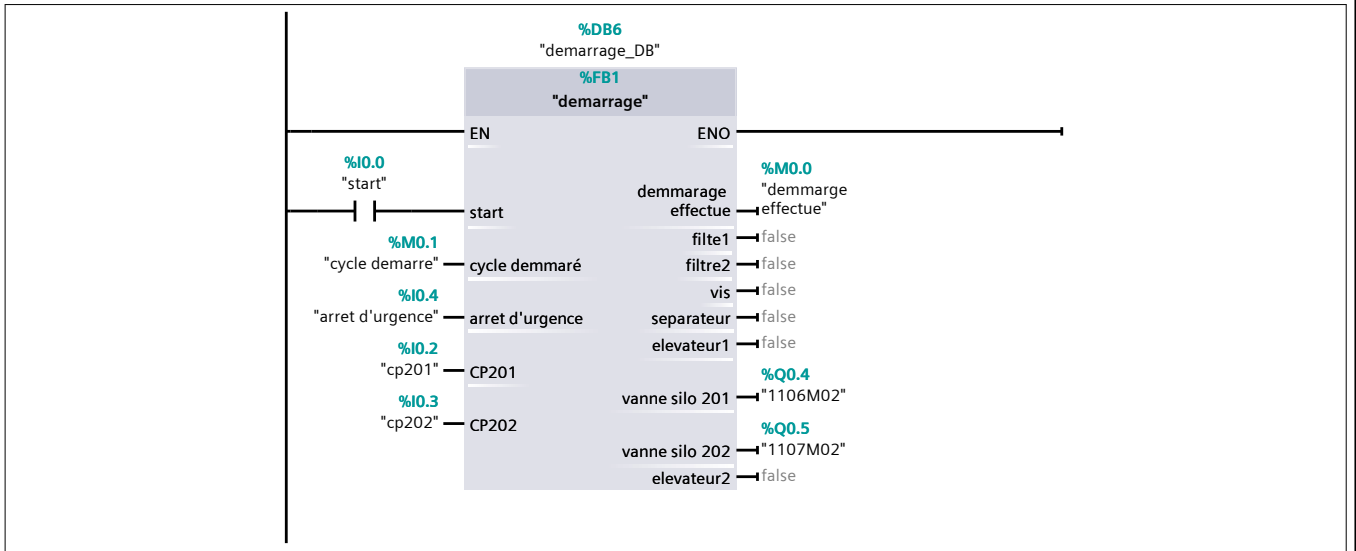 %DB6
"demarrage_DB"
%FB1
"demarrage"
EN
ENO
%I0.0
"start"
start
%M0.1
"cycle demarre"
cycle demmaré
%I0.4
"arret d'urgence"
arret d'urgence
%I0.2
"cp201"
CP201
%I0.3
"cp202"
CP202
demmarage
effectue
%M0.0
"demmarge
effectue"
filte1
false
filtre2
false
vis
false
separateur
false
elevateur1
false
vanne silo 201
%Q0.4
"1106M02"
vanne silo 202
%Q0.5
"1107M02"
elevateur2
false